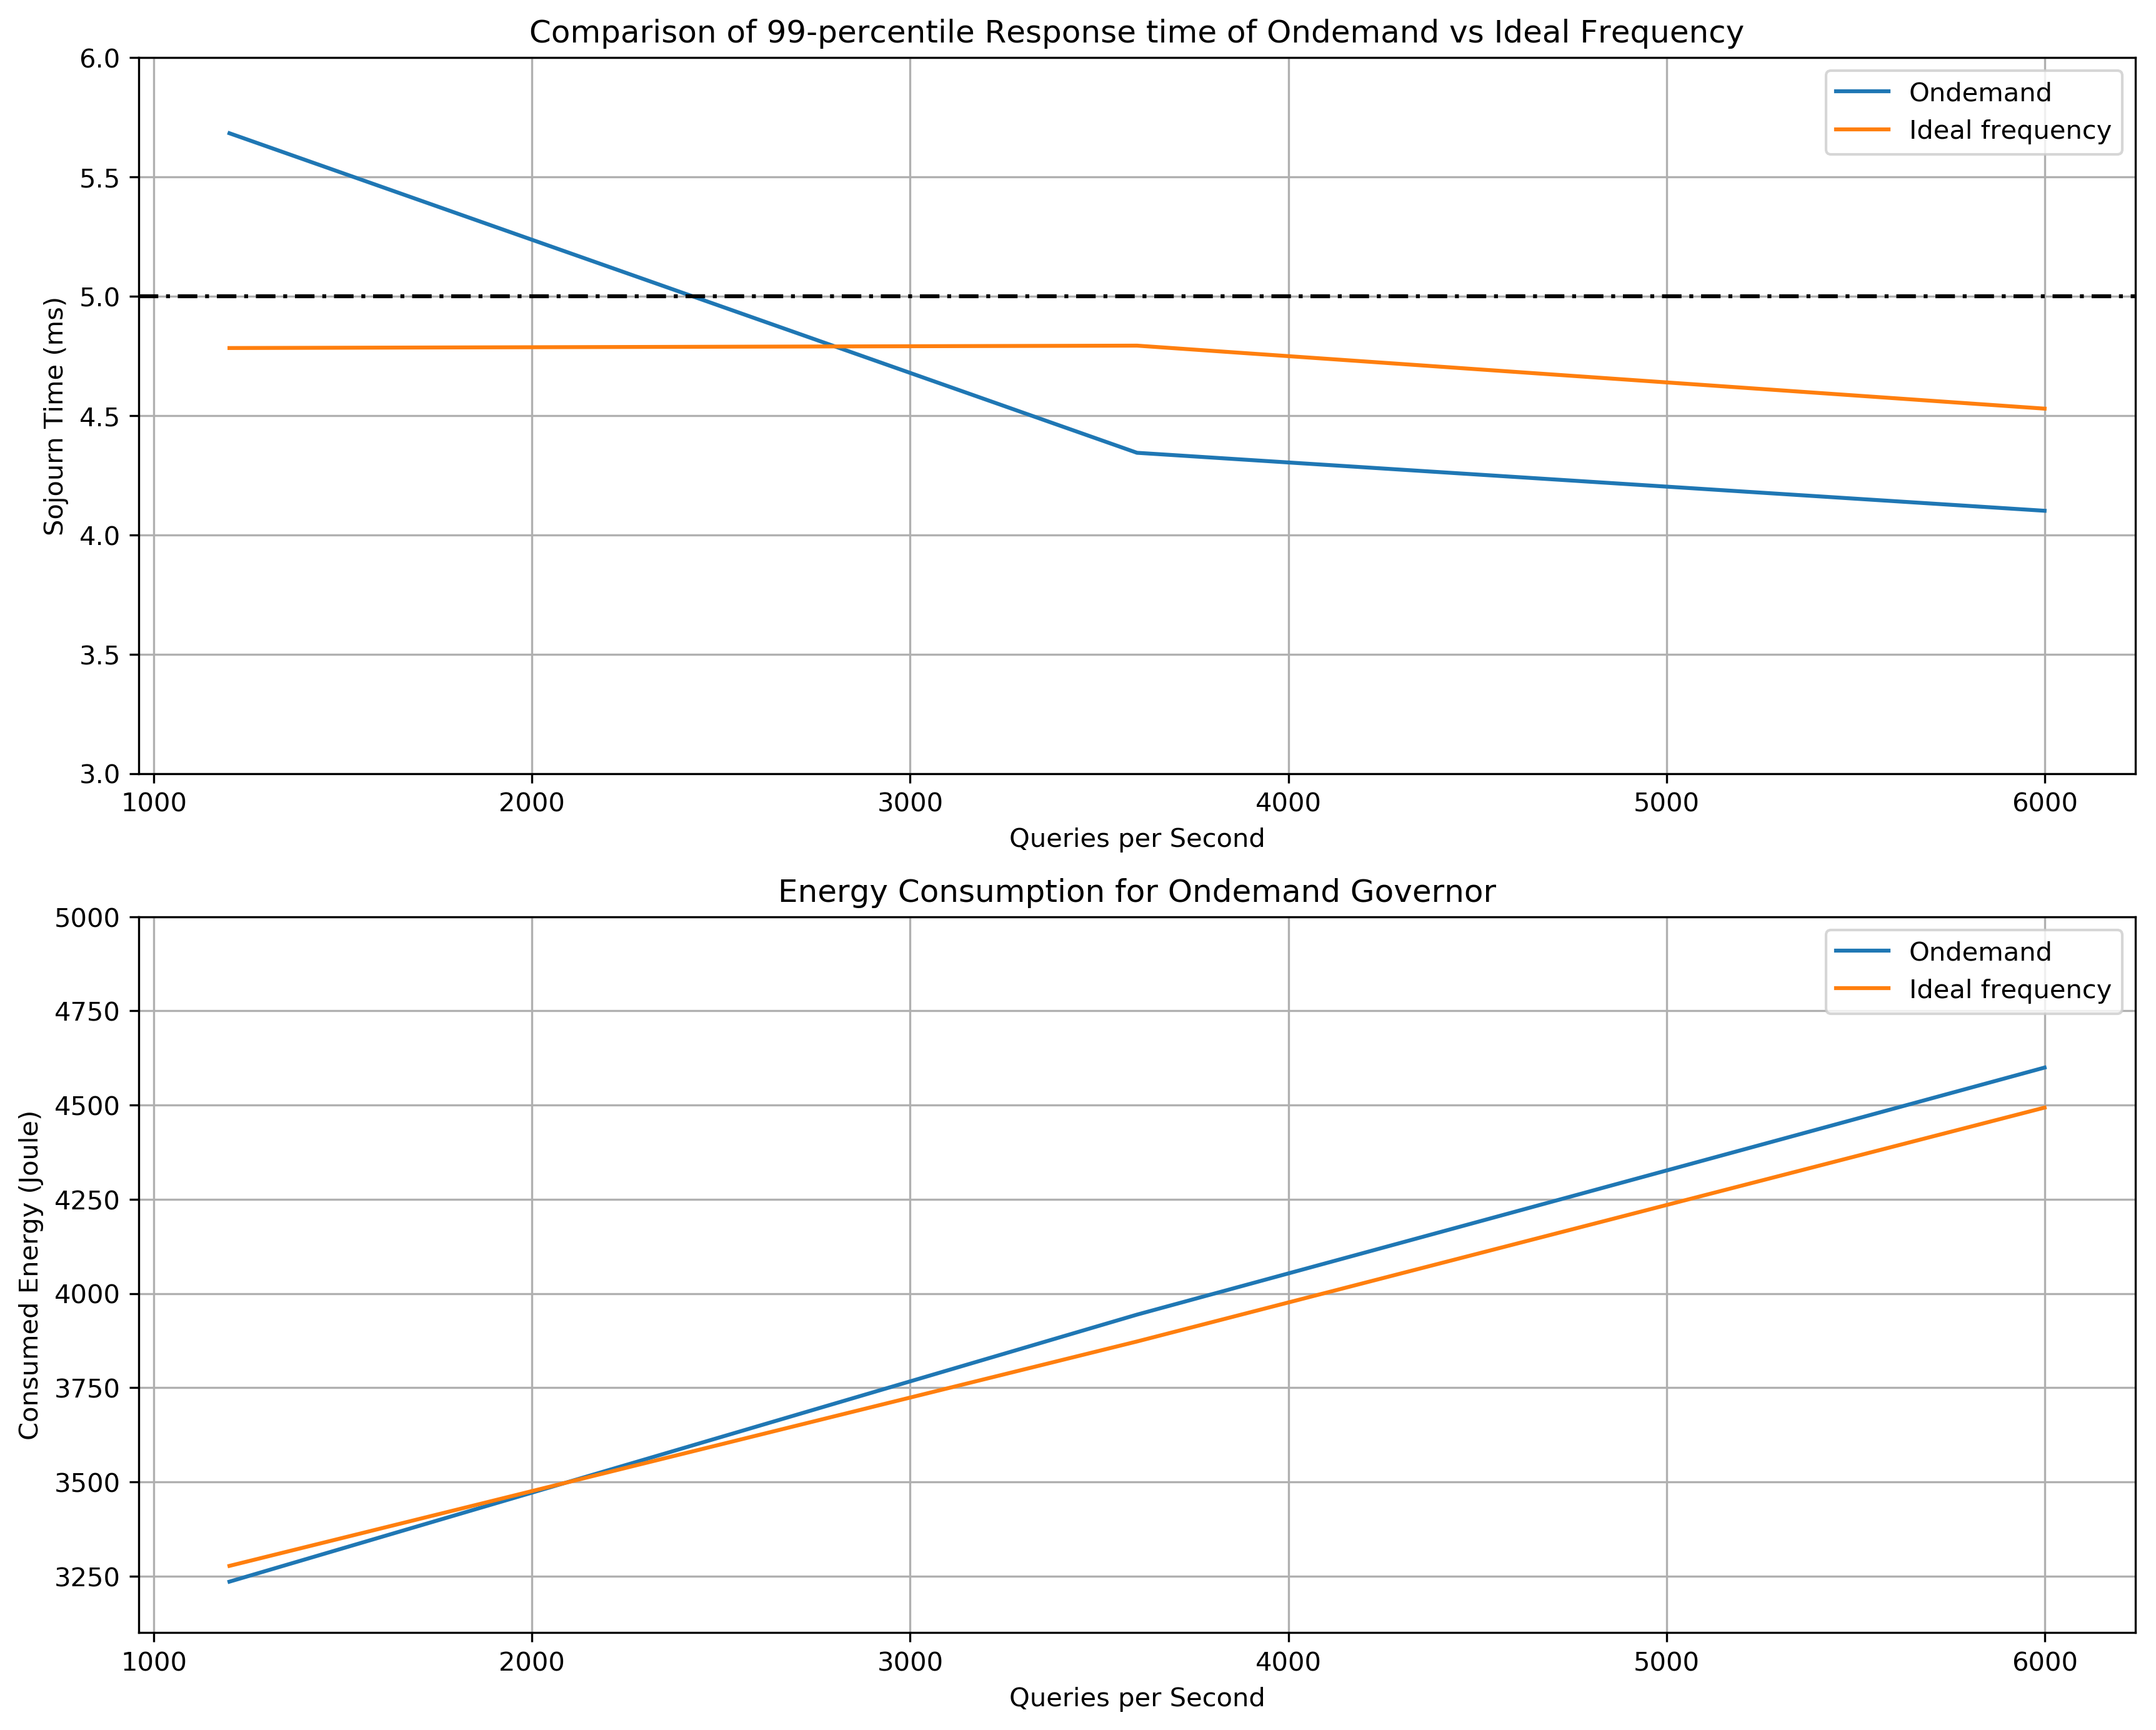 Comparison of 99-percentile Response time of Ondemand vs Ideal Frequency
6.0
5.5
5.0
4.5
4.0
3.5
3.0
Sojourn Time (ms)
Ondemand
Ideal frequency
1000 2000 3000 4000 5000 6000
Queries per Second
Energy Consumption for Ondemand Governor
5000
4750
4500
4250
4000
3750
3500
3250
Consumed Energy (Joule)
Ondemand
Ideal frequency
1000 2000 3000 4000 5000 6000
Queries per Second